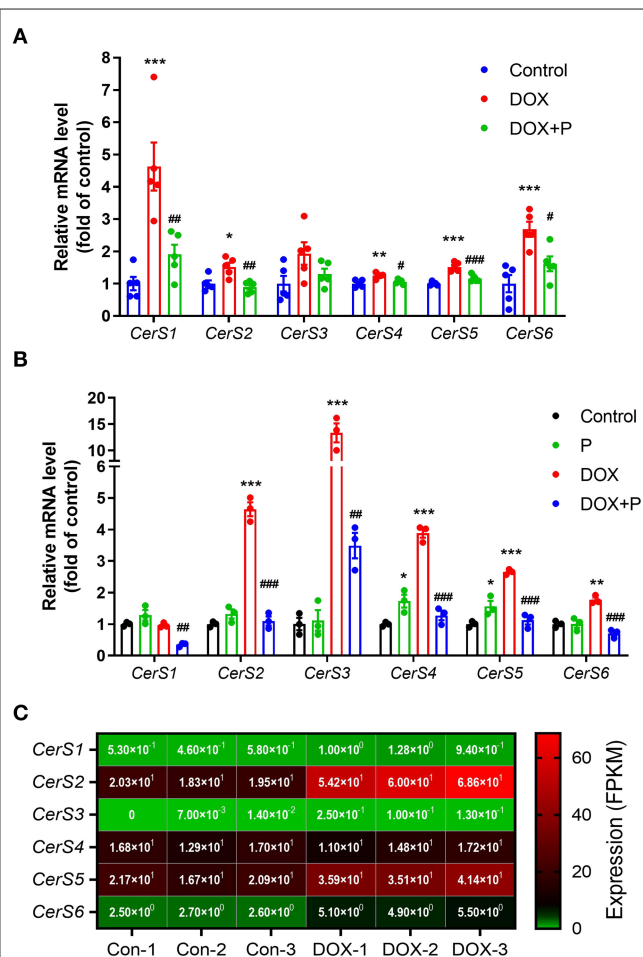 A
Relative mRNA level
(fold of control)
8
7
6
5
4
3
2
1
0
***
##
*
##
**
#
***
###
***
#
Control
DOX
DOX+P
CerS1 CerS2 CerS3 CerS4 CerS5 CerS6
B
Relative mRNA level
(fold of control)
20
15
10
6
5
4
3
2
1
0
##
***
###
***
##
*
***
###
*
***
###
**
###
Control
P
DOX
DOX+P
CerS1 CerS2 CerS3 CerS4 CerS5 CerS6
C
CerS1 5.30×10⁻¹ 4.60×10⁻¹ 5.80×10⁻¹ 1.00×10⁰ 1.28×10⁰ 9.40×10⁻¹
CerS2 2.03×10¹ 1.83×10¹ 1.95×10¹ 5.42×10¹ 6.00×10¹ 6.86×10¹
CerS3 0 7.00×10⁻³ 1.40×10⁻² 2.50×10⁻¹ 1.00×10⁻¹ 1.30×10⁻¹
CerS4 1.68×10¹ 1.29×10¹ 1.70×10¹ 1.10×10¹ 1.48×10¹ 1.72×10¹
CerS5 2.17×10¹ 1.67×10¹ 2.09×10¹ 3.59×10¹ 3.51×10¹ 4.14×10¹
CerS6 2.50×10⁰ 2.70×10⁰ 2.60×10⁰ 5.10×10⁰ 4.90×10⁰ 5.50×10⁰
Con-1 Con-2 Con-3 DOX-1 DOX-2 DOX-3
60
40
20
0
Expression (FPKM)